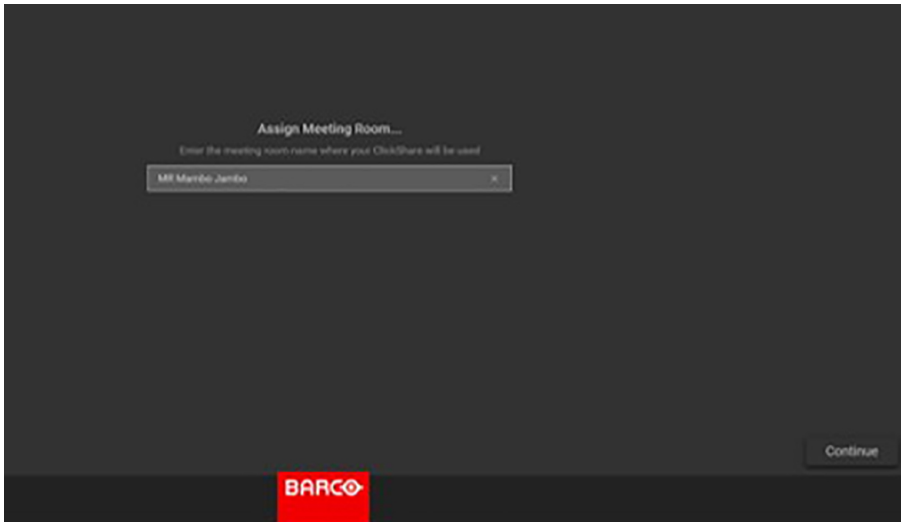 Assign Meeting Room...
Enter the meeting room name where your ClickShare will be used
MR Mambo Jambo ×
Continue
BARCO